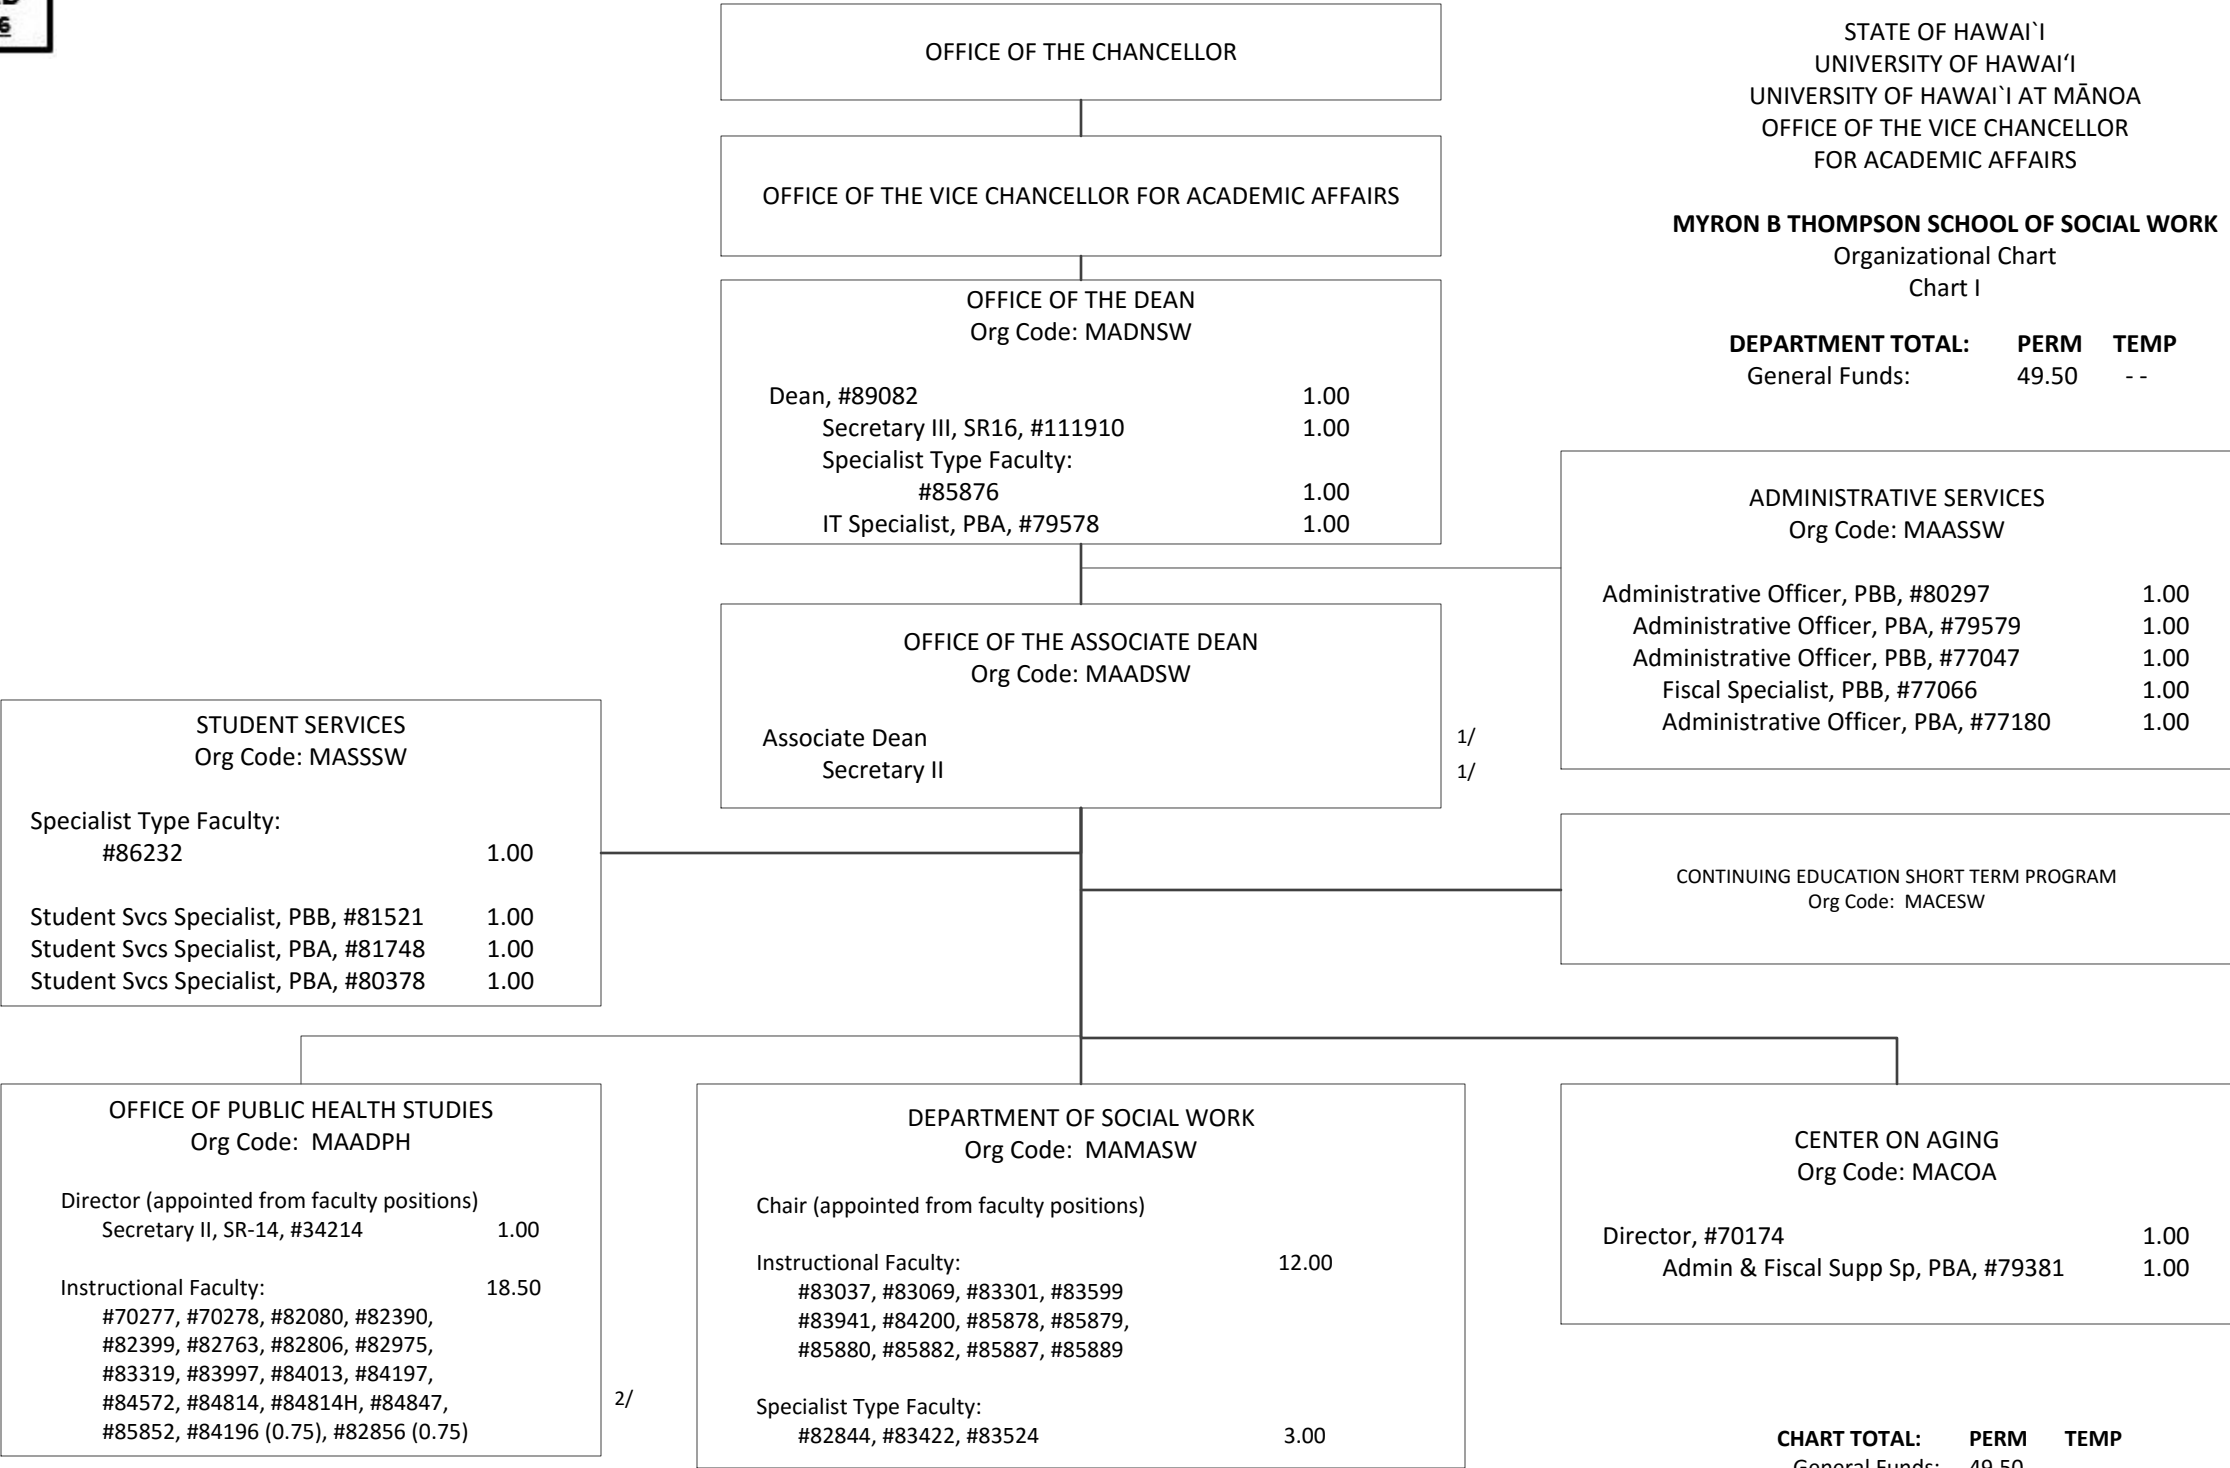 6
OFFICE OF THE CHANCELLOR
OFFICE OF THE VICE CHANCELLOR FOR ACADEMIC AFFAIRS
STATE OF HAWAI`I
UNIVERSITY OF HAWAI‘I
UNIVERSITY OF HAWAI`I AT MĀNOA
OFFICE OF THE VICE CHANCELLOR
FOR ACADEMIC AFFAIRS
MYRON B THOMPSON SCHOOL OF SOCIAL WORK
Organizational Chart
Chart I
DEPARTMENT TOTAL: PERM TEMP
General Funds: 49.50 - -
OFFICE OF THE DEAN
Org Code: MADNSW
Dean, #89082 1.00
Secretary III, SR16, #111910 1.00
Specialist Type Faculty:
#85876 1.00
IT Specialist, PBA, #79578 1.00
ADMINISTRATIVE SERVICES
Org Code: MAASSW
Administrative Officer, PBB, #80297 1.00
Administrative Officer, PBA, #79579 1.00
Administrative Officer, PBB, #77047 1.00
Fiscal Specialist, PBB, #77066 1.00
Administrative Officer, PBA, #77180 1.00
OFFICE OF THE ASSOCIATE DEAN
Org Code: MAADSW
Associate Dean 1/
Secretary II 1/
STUDENT SERVICES
Org Code: MASSSW
Specialist Type Faculty:
#86232 1.00
Student Svcs Specialist, PBB, #81521 1.00
Student Svcs Specialist, PBA, #81748 1.00
Student Svcs Specialist, PBA, #80378 1.00
CONTINUING EDUCATION SHORT TERM PROGRAM
Org Code: MACESW
OFFICE OF PUBLIC HEALTH STUDIES
Org Code: MAADPH
Director (appointed from faculty positions)
Secretary II, SR-14, #34214 1.00
Instructional Faculty: 18.50
#70277, #70278, #82080, #82390,
#82399, #82763, #82806, #82975,
#83319, #83997, #84013, #84197,
#84572, #84814, #84814H, #84847, 2/
#85852, #84196 (0.75), #82856 (0.75)
DEPARTMENT OF SOCIAL WORK
Org Code: MAMASW
Chair (appointed from faculty positions)
Instructional Faculty: 12.00
#83037, #83069, #83301, #83599
#83941, #84200, #85878, #85879,
#85880, #85882, #85887, #85889
Specialist Type Faculty:
#82844, #83422, #83524 3.00
CENTER ON AGING
Org Code: MACOA
Director, #70174 1.00
Admin & Fiscal Supp Sp, PBA, #79381 1.00
CHART TOTAL: PERM TEMP
General Funds: 49.50